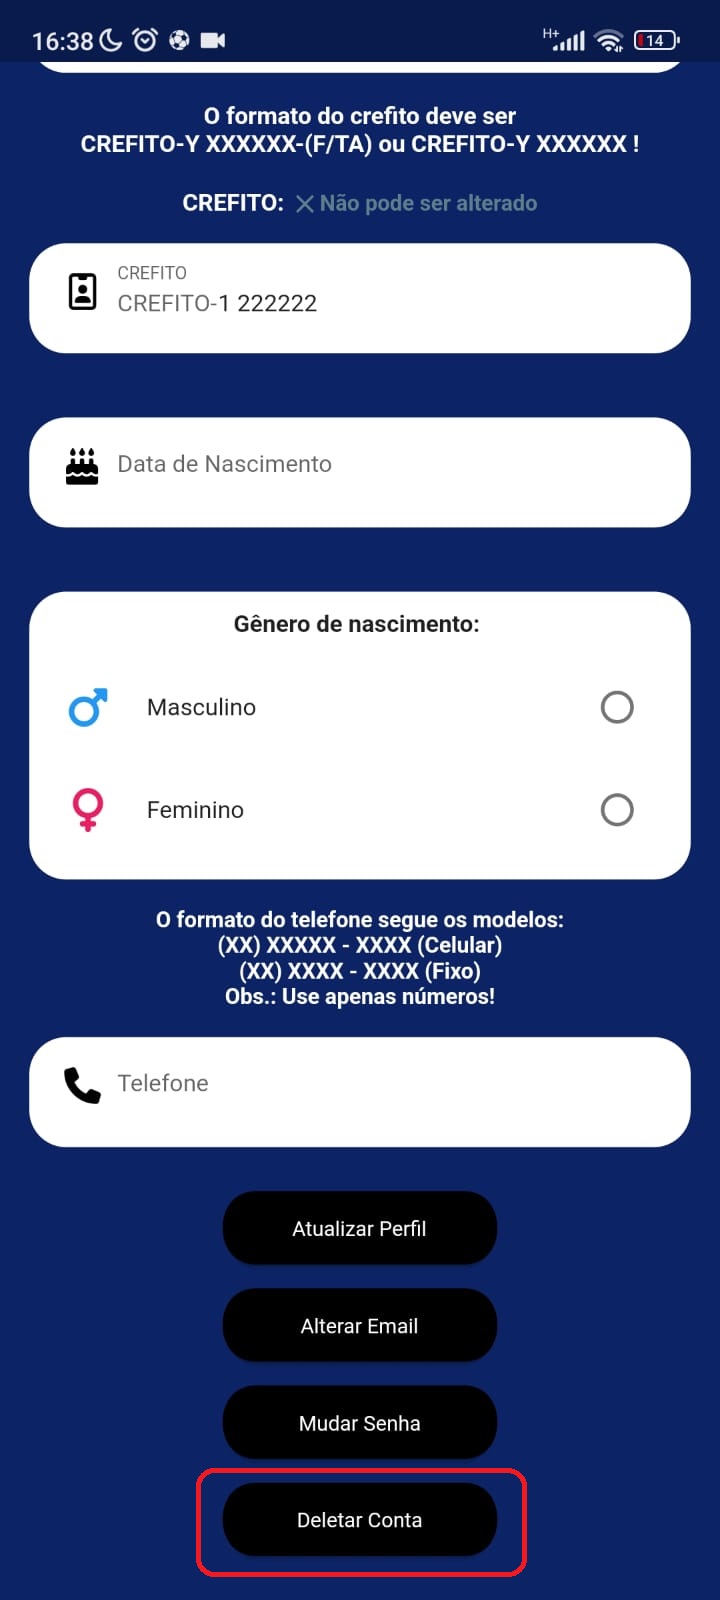 16:38
H+
14
O formato do crefito deve ser
CREFITO-Y XXXXXX-(F/TA) ou CREFITO-Y XXXXXX !
CREFITO: Não pode ser alterado
CREFITO
CREFITO-1 222222
Data de Nascimento
Gênero de nascimento:
Masculino
Feminino
O formato do telefone segue os modelos:
(XX) XXXXX - XXXX (Celular)
(XX) XXXX - XXXX (Fixo)
Obs.: Use apenas números!
Telefone
Atualizar Perfil
Alterar Email
Mudar Senha
Deletar Conta